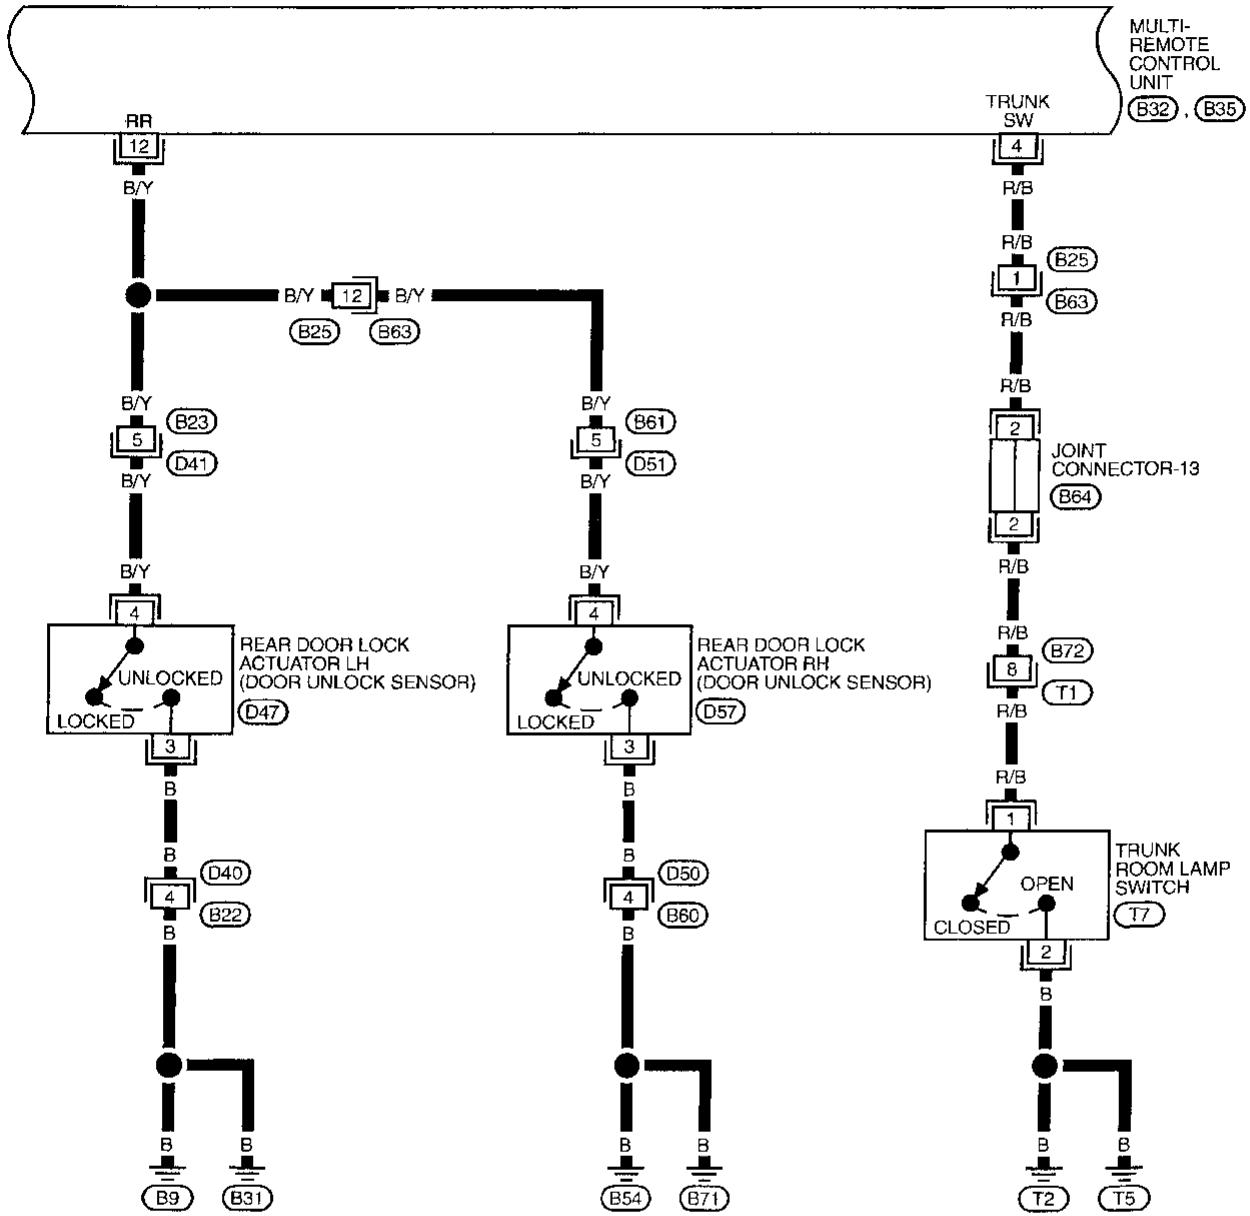 MULTI-
REMOTE
CONTROL
UNIT
B32 , B35
RR
12
B/Y
TRUNK
SW
4
R/B
R/B
B25
1
B63
R/B
B/Y
12
B/Y
B25
B63
B/Y
B23
5
D41
B/Y
B/Y
B61
5
D51
B/Y
R/B
2
JOINT
CONNECTOR-13
B64
2
R/B
B/Y
4
REAR DOOR LOCK
ACTUATOR LH
(DOOR UNLOCK SENSOR)
D47
UNLOCKED
LOCKED
3
B
B/Y
4
REAR DOOR LOCK
ACTUATOR RH
(DOOR UNLOCK SENSOR)
D57
UNLOCKED
LOCKED
3
B
R/B
B72
8
T1
R/B
R/B
1
TRUNK
ROOM LAMP
SWITCH
T7
OPEN
CLOSED
2
B
B
D40
4
B22
B
B
D50
4
B60
B
B
B
B
B
B
B
B9
B31
B54
B71
T2
T5